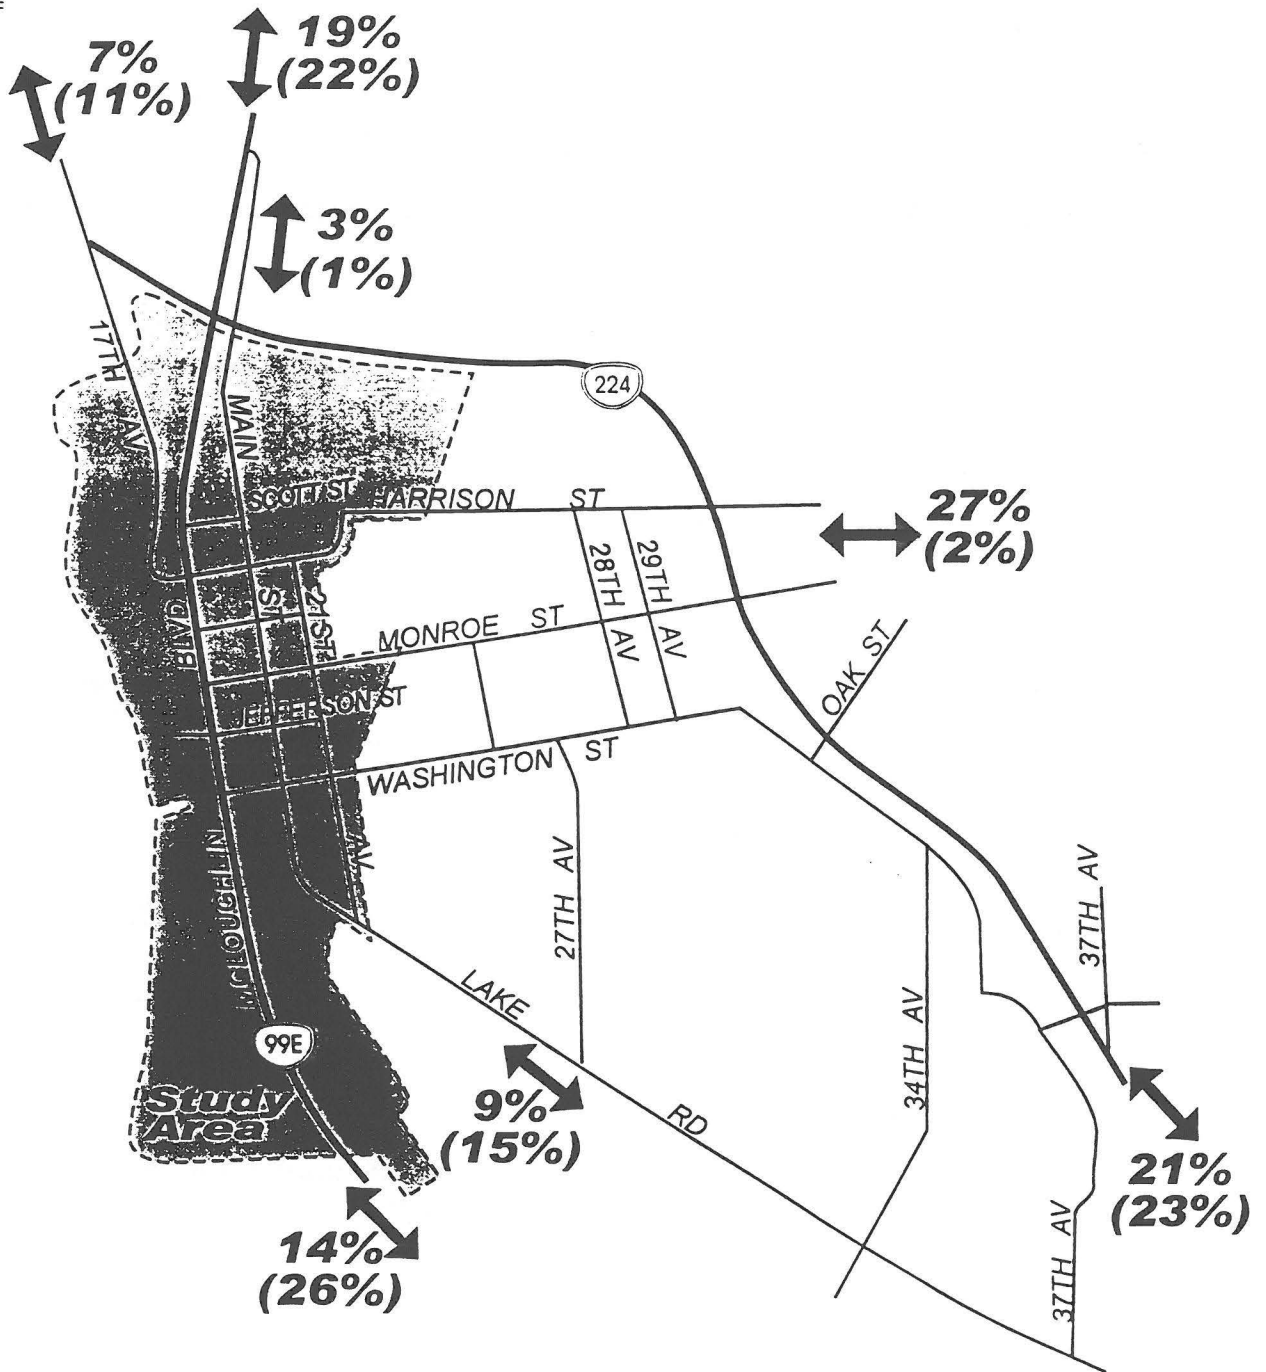 7%
(11%)
19%
(22%)
3%
(1%)
17TH AV
MAIN ST
224
SCOTT ST
HARRISON ST
27%
(2%)
28TH AV
29TH AV
21ST AV
MONROE ST
OAK ST
JEFFERSON ST
WASHINGTON ST
MCLOUGHLIN BLVD
27TH AV
37TH AV
LAKE RD
99E
34TH AV
Study
Area
9%
(15%)
21%
(23%)
14%
(26%)
37TH AV